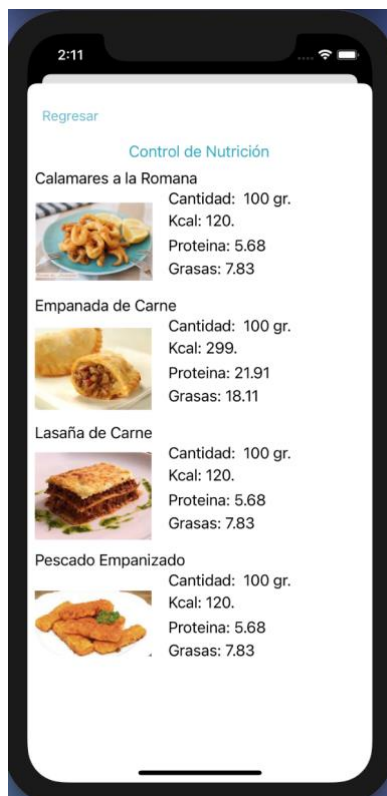 2:11
Regresar
Control de Nutrición
Calamares a la Romana
Cantidad: 100 gr.
Kcal: 120.
Proteina: 5.68
Grasas: 7.83
Empanada de Carne
Cantidad: 100 gr.
Kcal: 299.
Proteina: 21.91
Grasas: 18.11
Lasaña de Carne
Cantidad: 100 gr.
Kcal: 120.
Proteina: 5.68
Grasas: 7.83
Pescado Empanizado
Cantidad: 100 gr.
Kcal: 120.
Proteina: 5.68
Grasas: 7.83